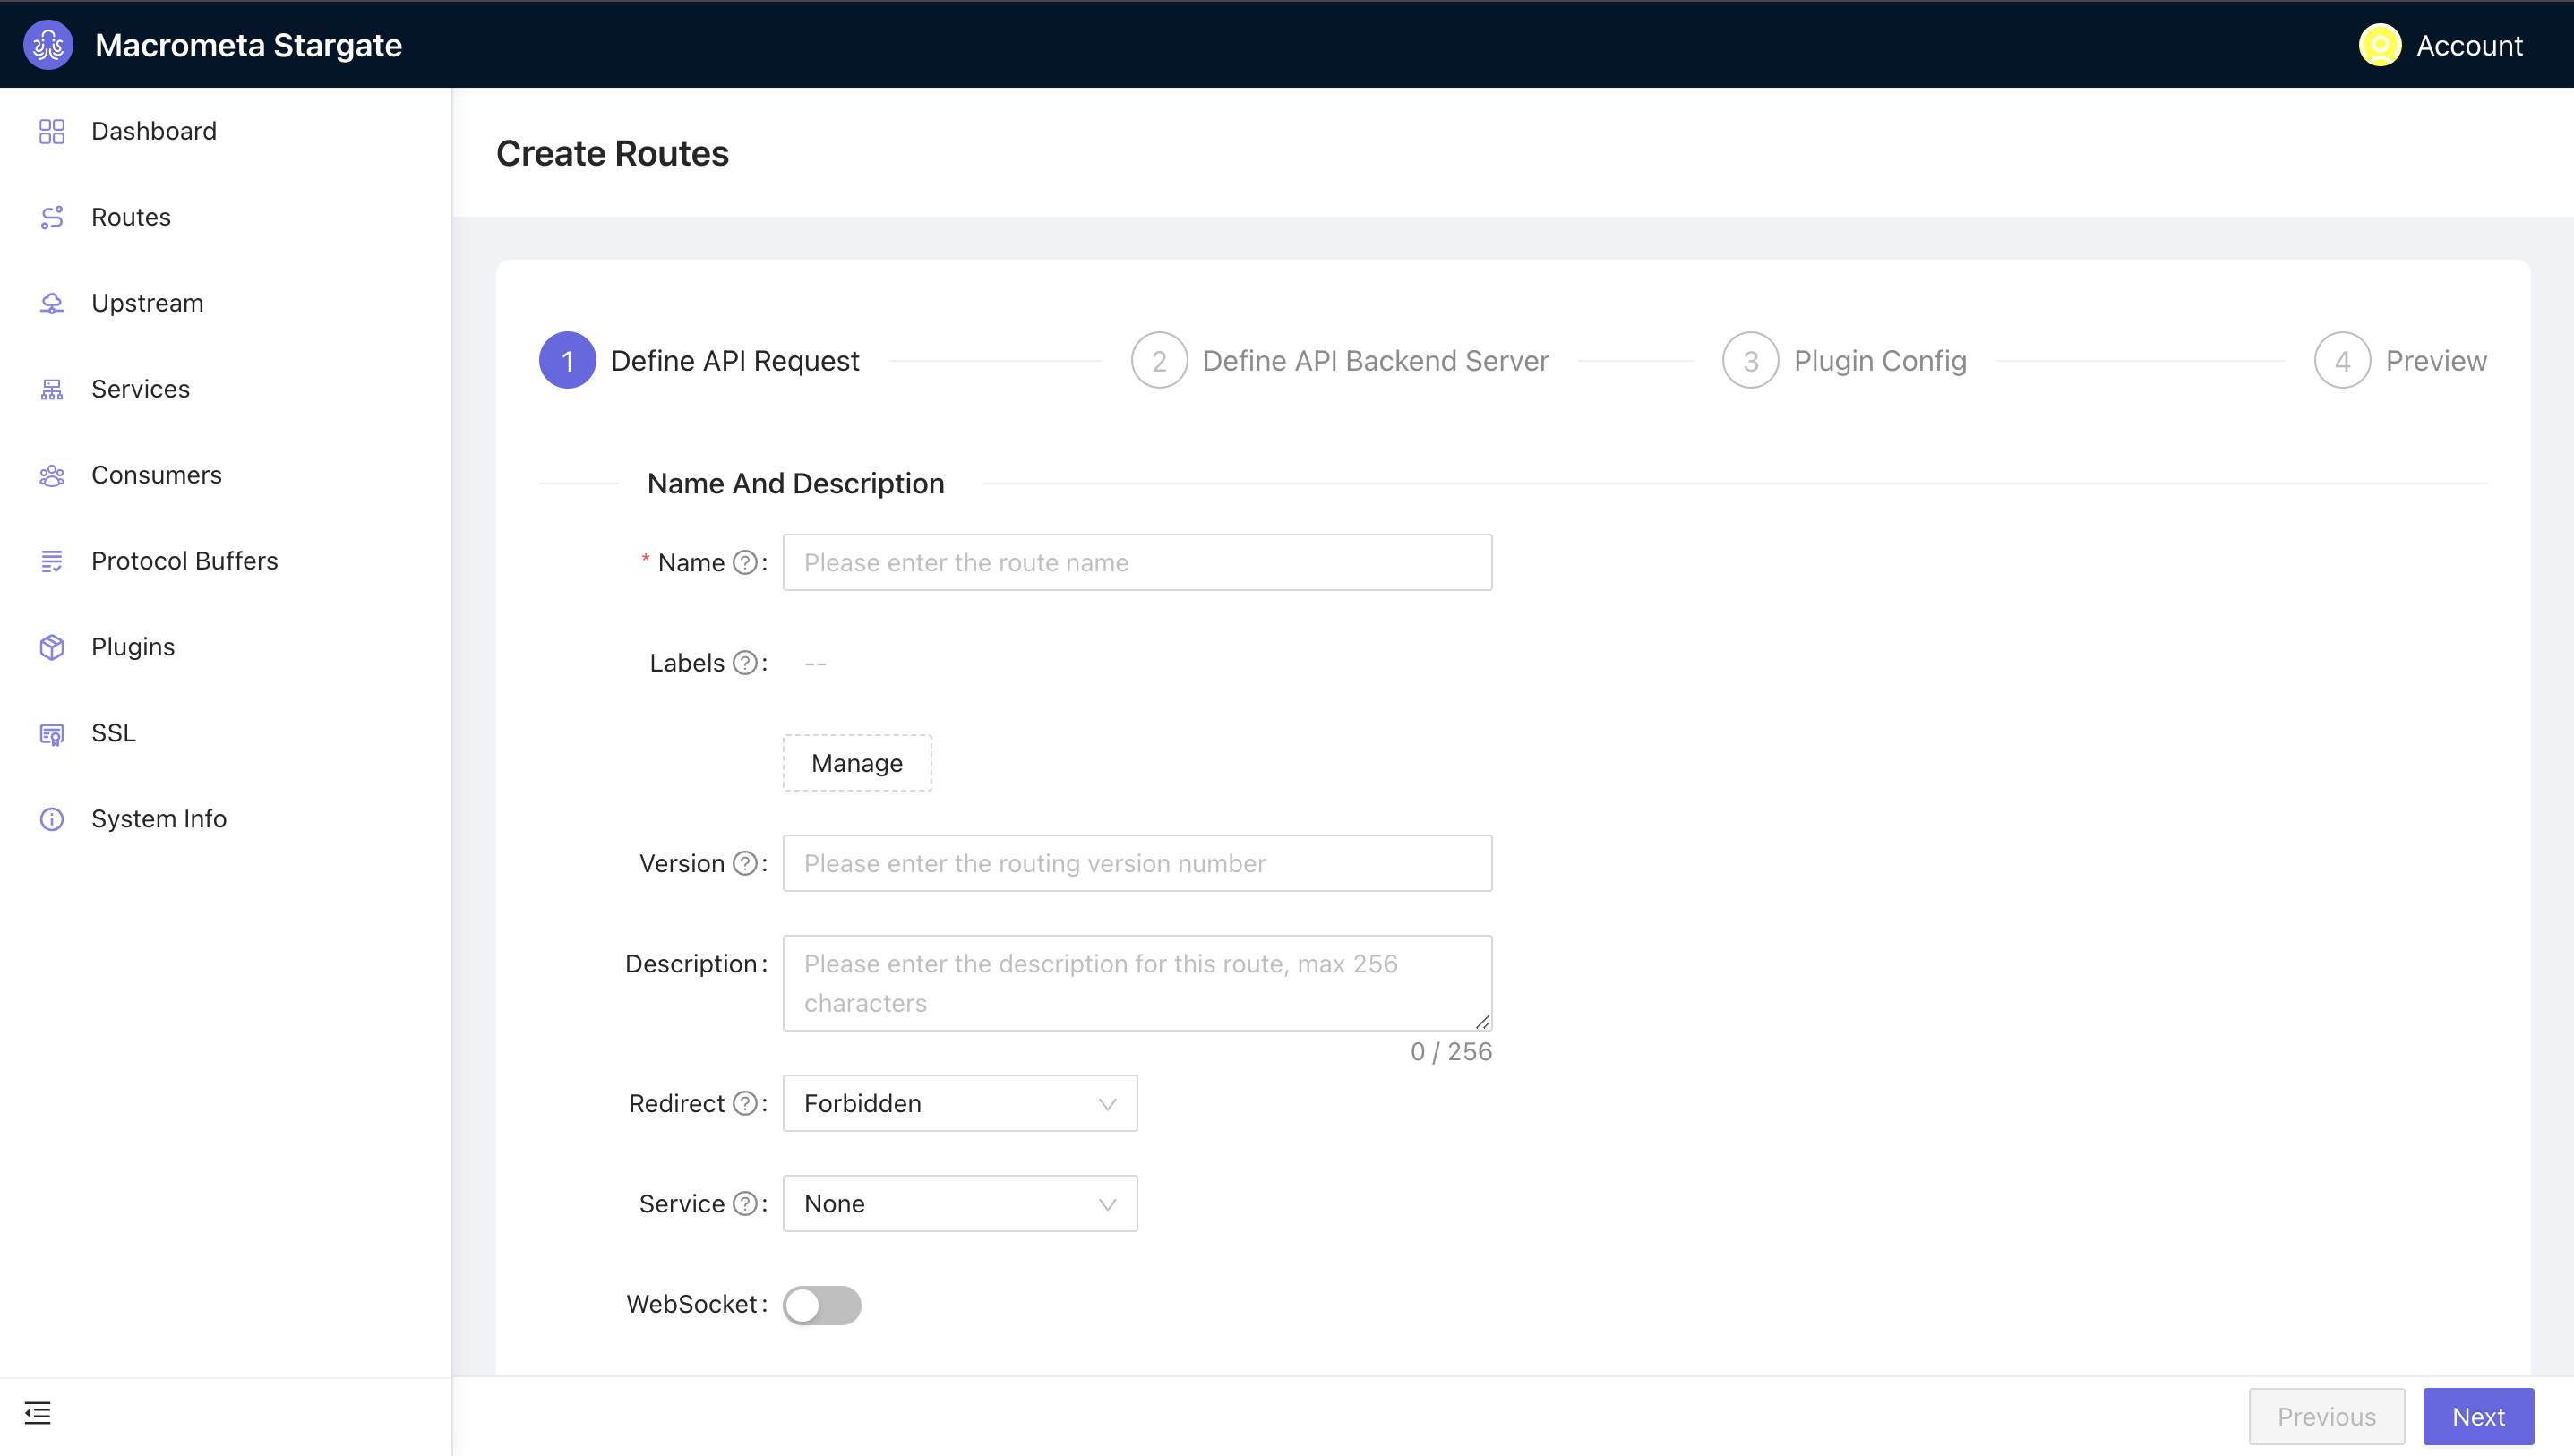 Macrometa Stargate
Account
Dashboard
Routes
Upstream
Services
Consumers
Protocol Buffers
Plugins
SSL
System Info
Create Routes
1 Define API Request
2 Define API Backend Server
3 Plugin Config
4 Preview
Name And Description
* Name ? : Please enter the route name
Labels ? : --
Manage
Version ? : Please enter the routing version number
Description : Please enter the description for this route, max 256
characters
0 / 256
Redirect ? : Forbidden
Service ? : None
WebSocket :
Previous
Next